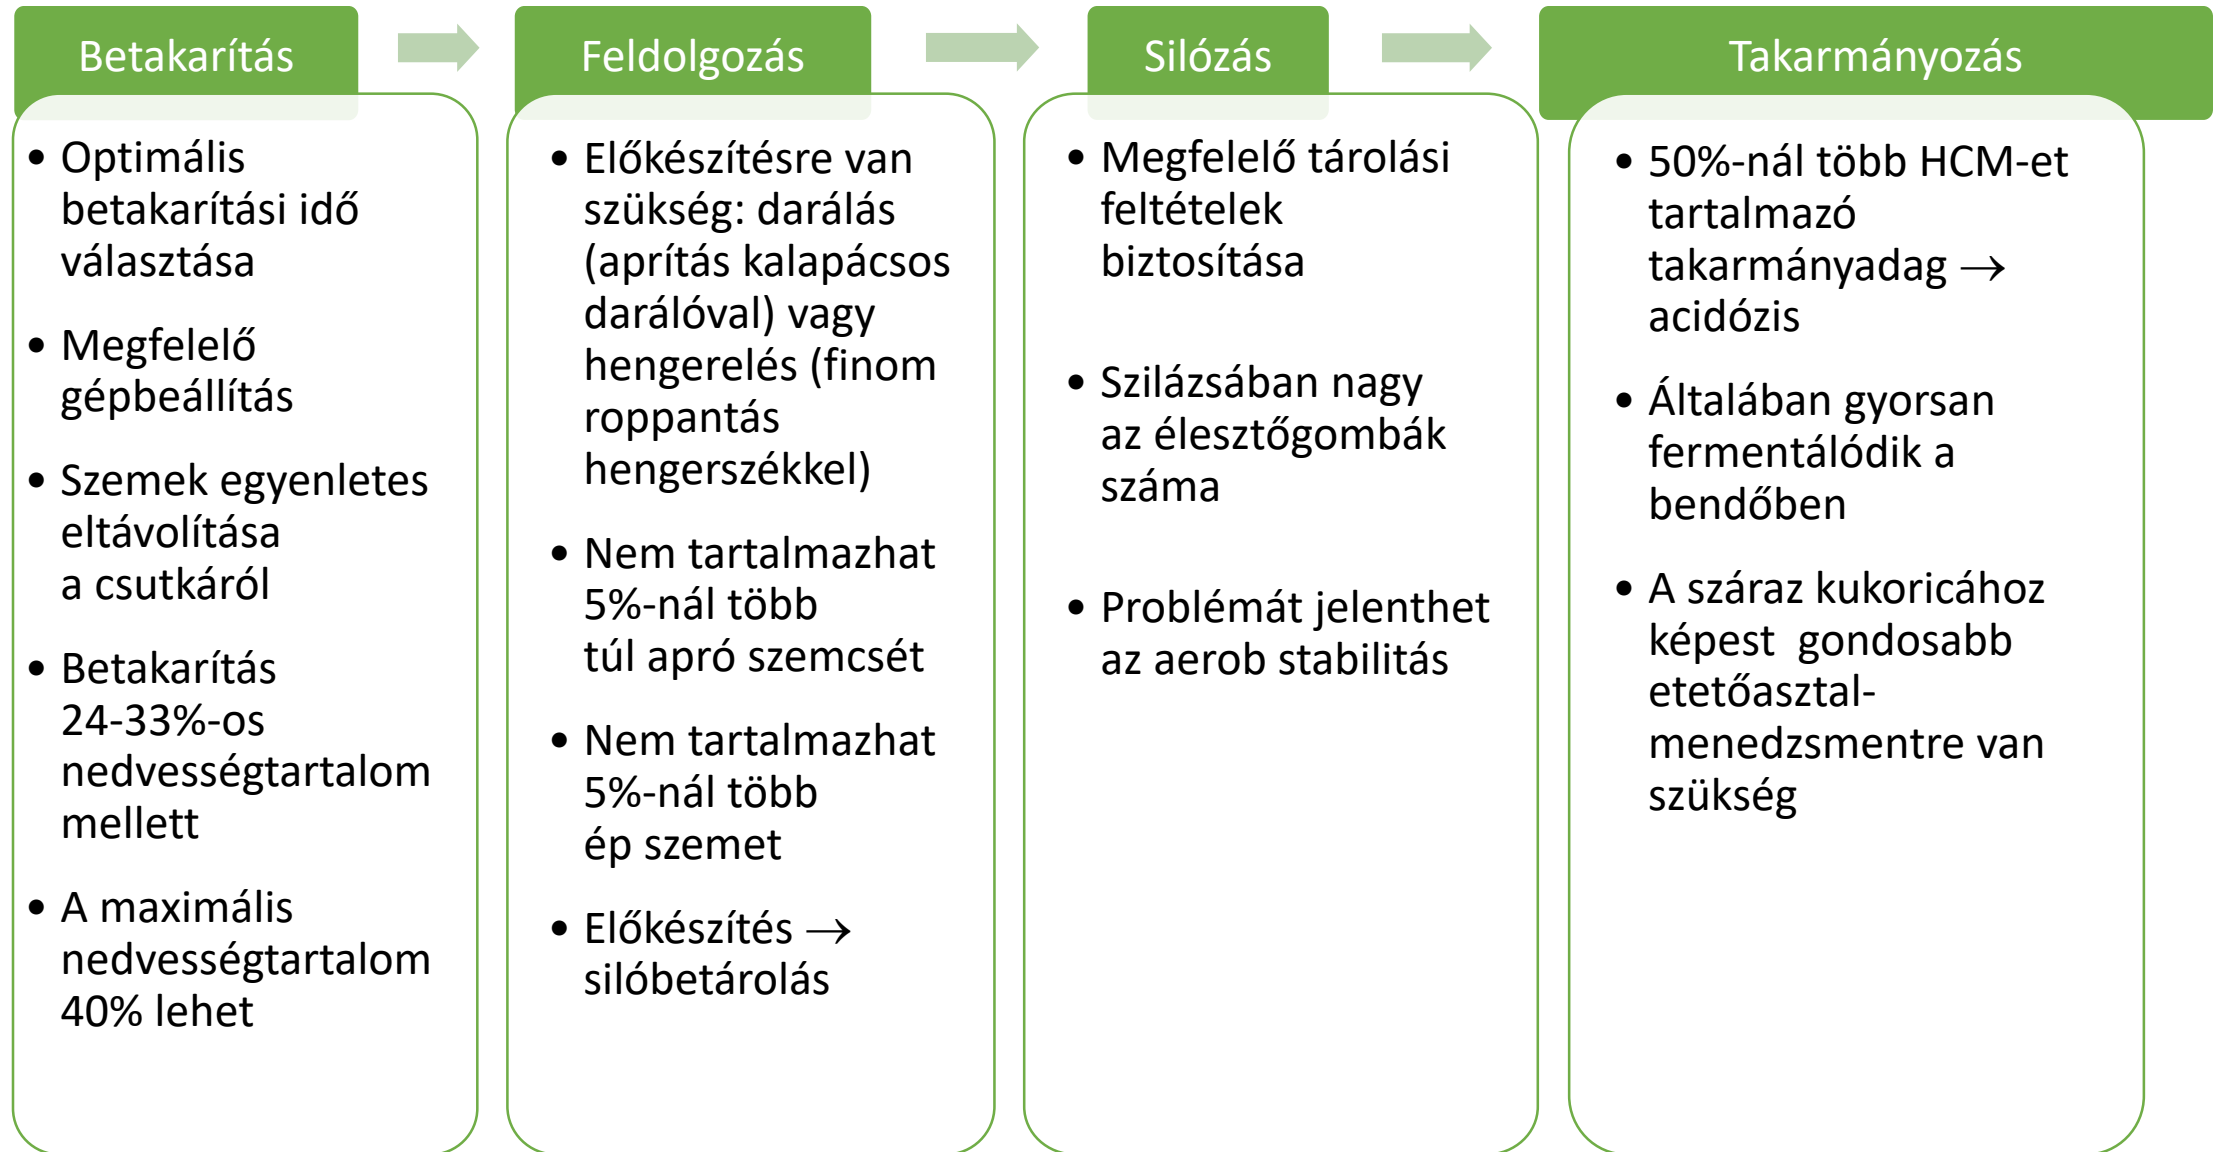 Betakarítás
• Optimális
betakarítási idő
választása
• Megfelelő
gépbeállítás
• Szemek egyenletes
eltávolítása
a csutkáról
• Betakarítás
24-33%-os
nedvességtartalom
mellett
• A maximális
nedvességtartalom
40% lehet
Feldolgozás
• Előkészítésre van
szükség: darálás
(aprítás kalapácsos
darálóval) vagy
hengerelés (finom
roppantás
hengerszékkel)
• Nem tartalmazhat
5%-nál több
túl apró szemcsét
• Nem tartalmazhat
5%-nál több
ép szemet
• Előkészítés →
silóbetárolás
Silózás
• Megfelelő tárolási
feltételek
biztosítása
• Szilázsában nagy
az élesztőgombák
száma
• Problémát jelenthet
az aerob stabilitás
Takarmányozás
• 50%-nál több HCM-et
tartalmazó
takarmányadag →
acidózis
• Általában gyorsan
fermentálódik a
bendőben
• A száraz kukoricához
képest gondosabb
etetőasztal-
menedzsmentre van
szükség